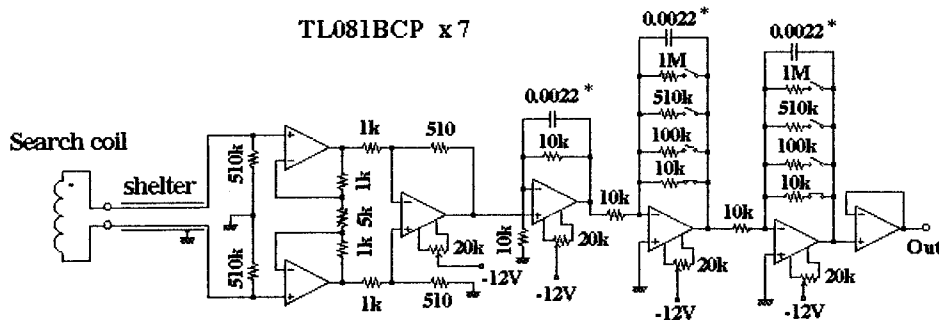 TL081BCP x 7
Search coil
shelter
510k
510k
1k
510
1k
5k
1k
1k
510
20k
-12V
0.0022 *
10k
10k
20k
-12V
10k
0.0022 *
1M
510k
100k
10k
20k
-12V
10k
0.0022 *
1M
510k
100k
10k
20k
-12V
Out